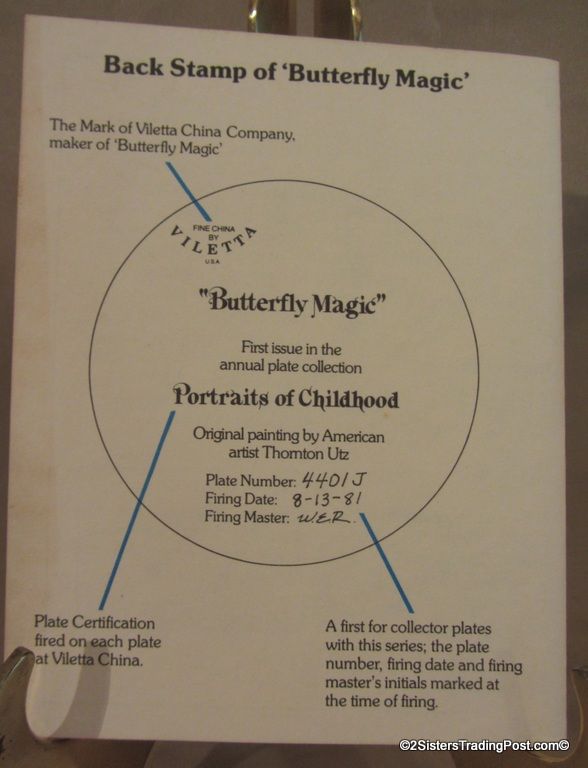 Back Stamp of ‘Butterfly Magic’
The Mark of Viletta China Company,
maker of ‘Butterfly Magic’
FINE CHINA
BY
VILETTA
U.S.A
"Butterfly Magic"
First issue in the
annual plate collection
Portraits of Childhood
Original painting by American
artist Thornton Utz
Plate Number: 4401J
Firing Date: 8-13-81
Firing Master: W.E.R.
Plate Certification
fired on each plate
at Viletta China.
A first for collector plates
with this series; the plate
number, firing date and firing
master's initials marked at
the time of firing.
©2SistersTradingPost.com